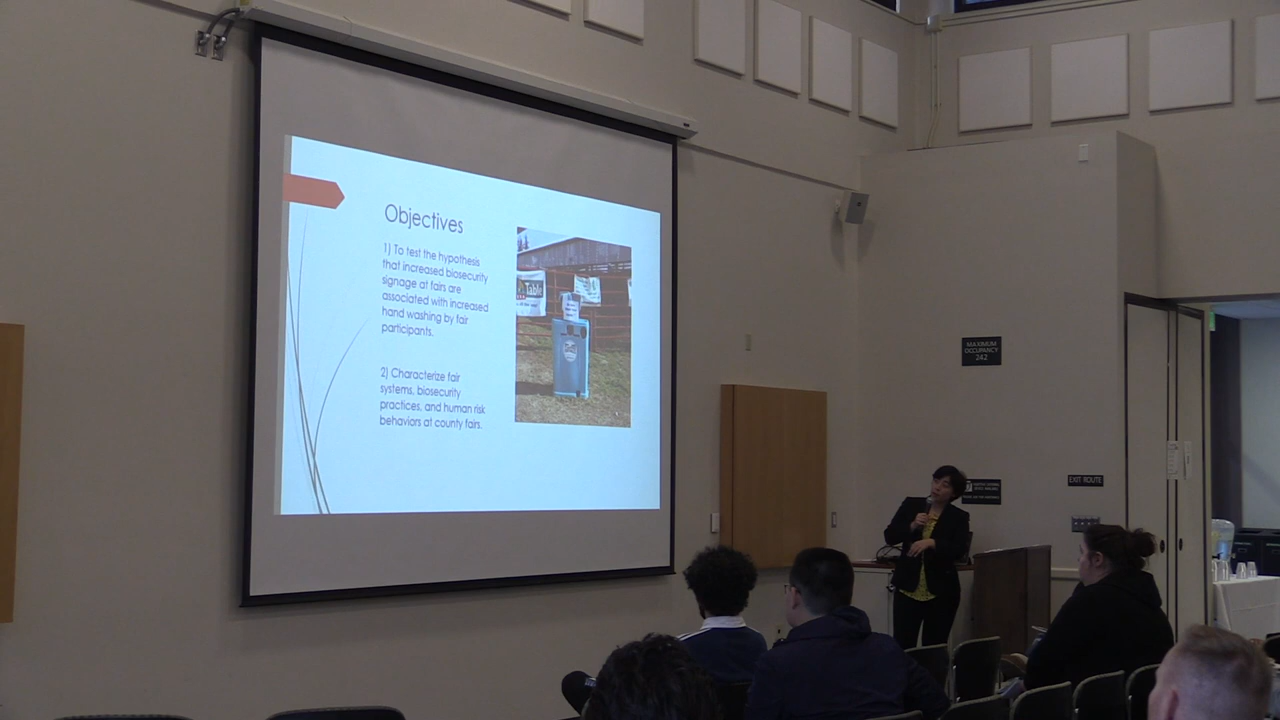 Objectives
1) To test the hypothesis
that increased biosecurity
signage at fairs are
associated with increased
hand washing by fair
participants.
2) Characterize fair
systems, biosecurity
practices, and human risk
behaviors at county fairs.
Table
MAXIMUM
OCCUPANCY
242
EXIT ROUTE